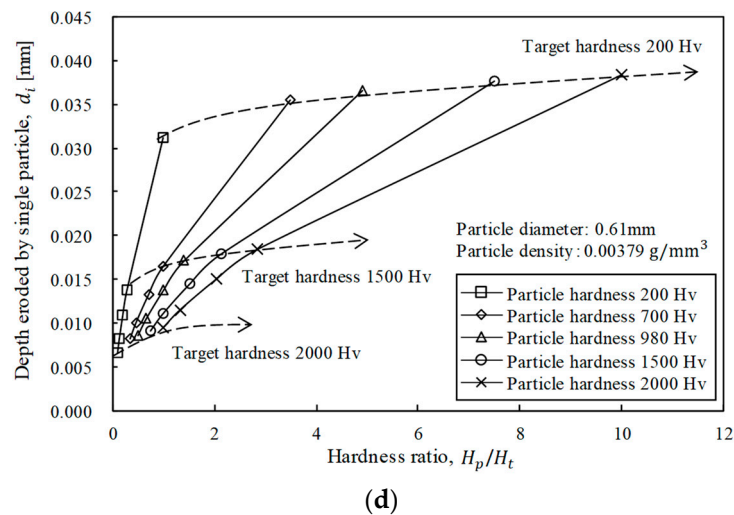 0.045
0.040
0.035
0.030
0.025
0.020
0.015
0.010
0.005
0.000
Depth eroded by single particle, d_i [mm]
Target hardness 200 Hv
Particle diameter: 0.61mm
Particle density: 0.00379 g/mm³
Target hardness 1500 Hv
Target hardness 2000 Hv
Particle hardness 200 Hv
Particle hardness 700 Hv
Particle hardness 980 Hv
Particle hardness 1500 Hv
Particle hardness 2000 Hv
0 2 4 6 8 10 12
Hardness ratio, H_p/H_t
(d)